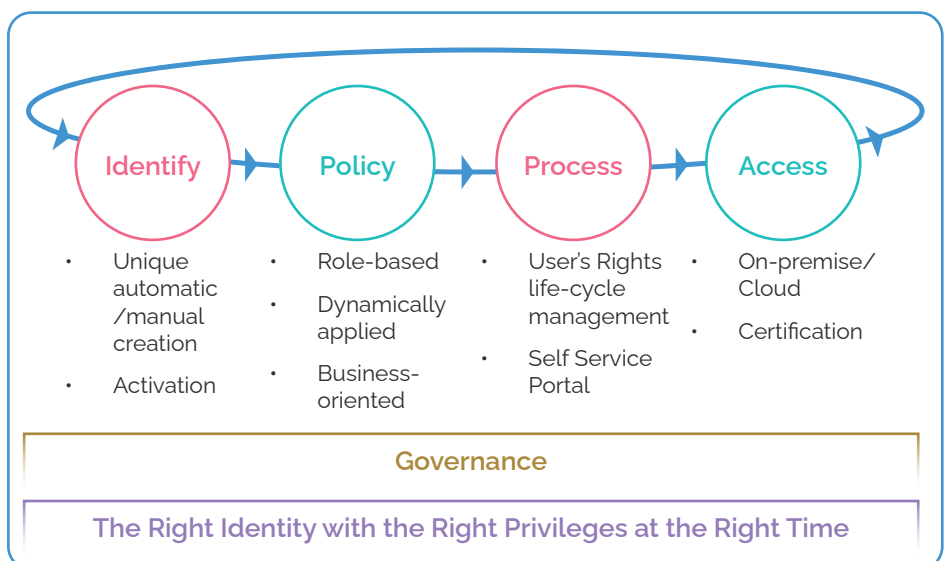 Identify
Policy
Process
Access
• Unique
automatic
/manual
creation
• Activation
• Role-based
• Dynamically
applied
• Business-
oriented
• User's Rights
life-cycle
management
• Self Service
Portal
• On-premise/
Cloud
• Certification
Governance
The Right Identity with the Right Privileges at the Right Time